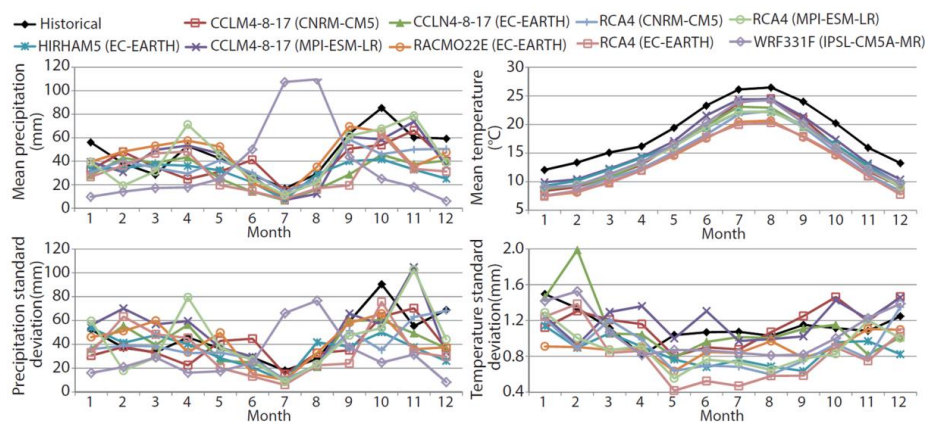 Historical CCLM4-8-17 (CNRM-CM5) CCLN4-8-17 (EC-EARTH) RCA4 (CNRM-CM5) RCA4 (MPI-ESM-LR)
HIRHAM5 (EC-EARTH) CCLM4-8-17 (MPI-ESM-LR) RACMO22E (EC-EARTH) RCA4 (EC-EARTH) WRF331F (IPSL-CM5A-MR)
Mean precipitation
(mm)
120
100
80
60
40
20
0
1 2 3 4 5 6 7 8 9 10 11 12
Month
Mean temperature
(°C)
30
25
20
15
10
5
1 2 3 4 5 6 7 8 9 10 11 12
Month
Precipitation standard
deviation(mm)
120
100
80
60
40
20
0
1 2 3 4 5 6 7 8 9 10 11 12
Month
Temperature standard
deviation(mm)
2.0
1.6
1.2
0.8
0.4
1 2 3 4 5 6 7 8 9 10 11 12
Month